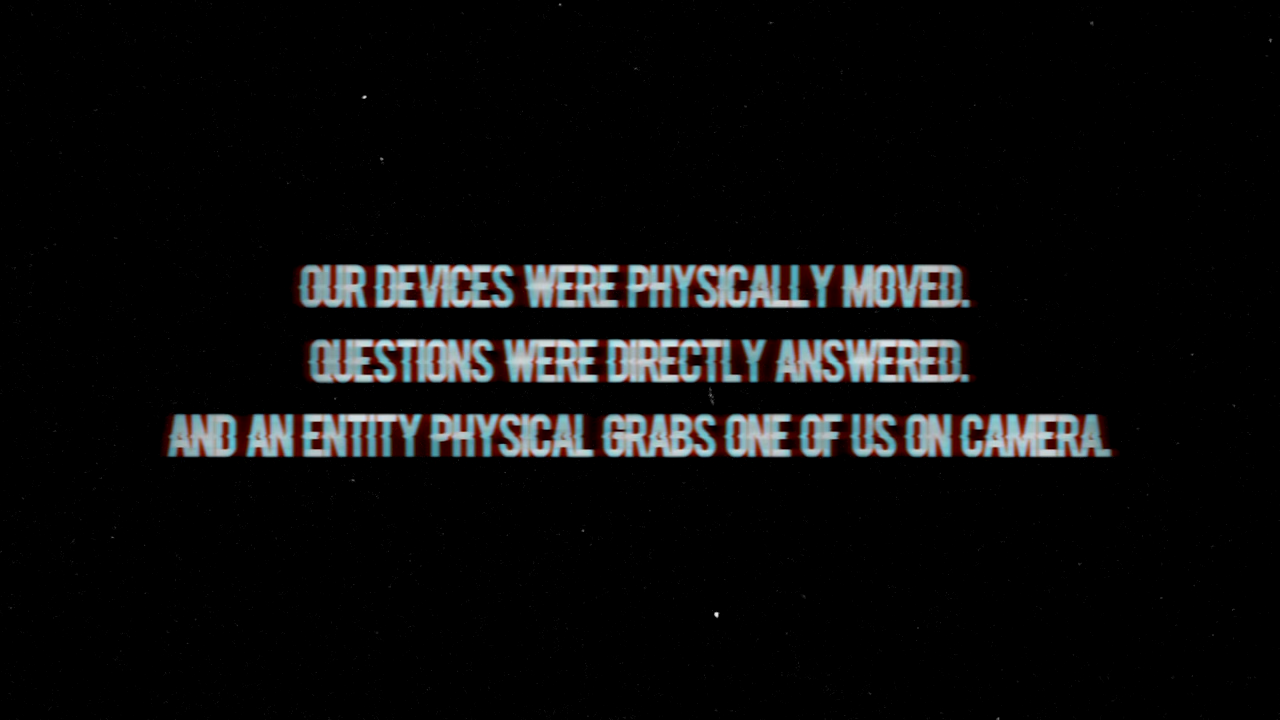 OUR DEVICES WERE PHYSICALLY MOVED.
QUESTIONS WERE DIRECTLY ANSWERED.
AND AN ENTITY PHYSICAL GRABS ONE OF US ON CAMERA.